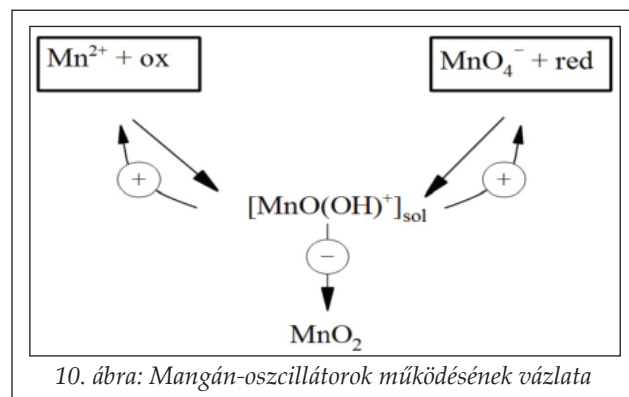 Mn²⁺ + ox
MnO₄⁻ + red
+
+
[MnO(OH)⁺]sol
−
MnO₂
10. ábra: Mangán-oszcillátorok működésének vázlata